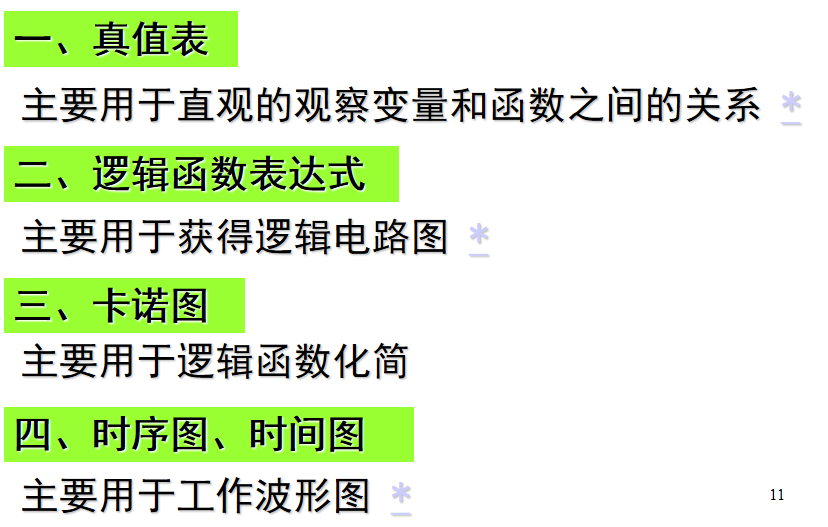 一、真值表
主要用于直观的观察变量和函数之间的关系 *
二、逻辑函数表达式
主要用于获得逻辑电路图 *
三、卡诺图
主要用于逻辑函数化简
四、时序图、时间图
主要用于工作波形图 *
11